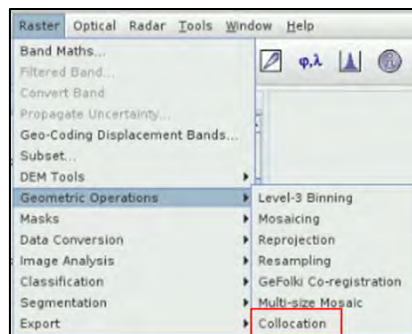 Raster Optical Radar Tools Window Help
Band Maths...
Filtered Band...
Convert Band
Propagate Uncertainty...
Geo-Coding Displacement Bands...
Subset...
DEM Tools
Geometric Operations
Masks
Data Conversion
Image Analysis
Classification
Segmentation
Export
φ,λ
Level-3 Binning
Mosaicing
Reprojection
Resampling
GeFolki Co-registration
Multi-size Mosaic
Collocation